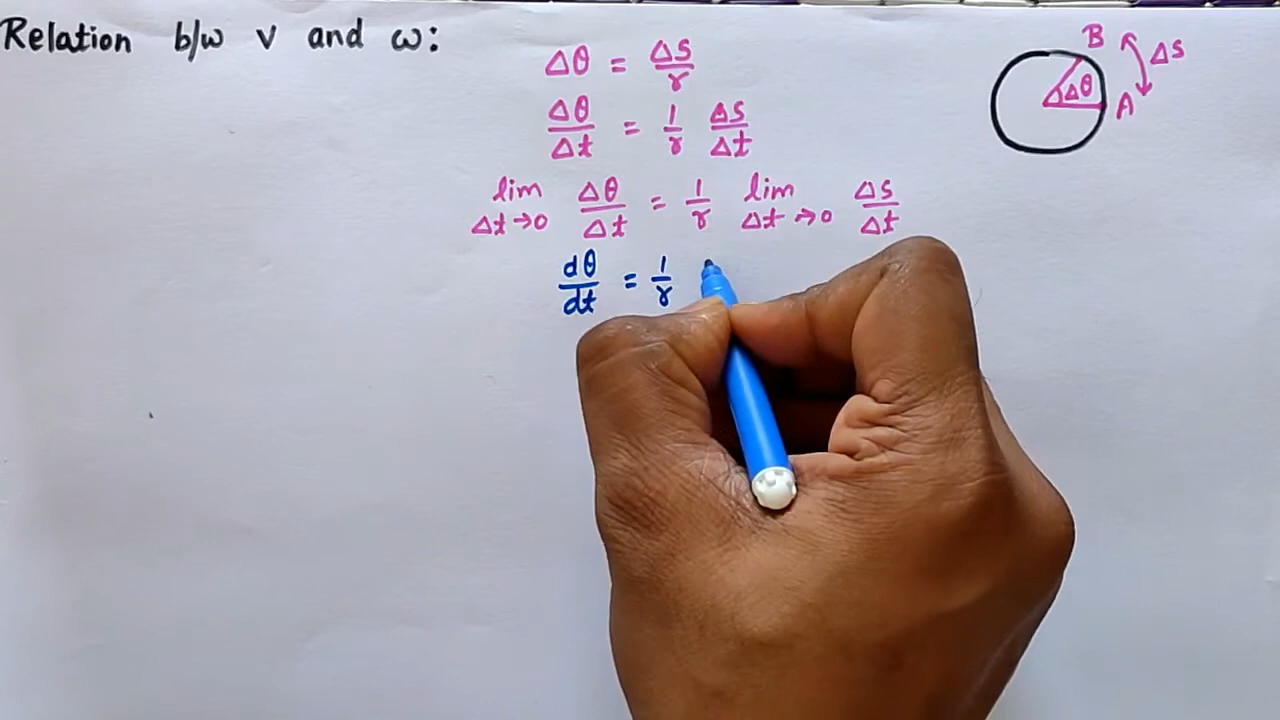 Relation b/w v and ω:
Δθ = Δs/r
Δθ/Δt = 1/r Δs/Δt
lim Δt→0 Δθ/Δt = 1/r lim Δt→0 Δs/Δt
dθ/dt = 1/r
B
Δs
Δθ
A